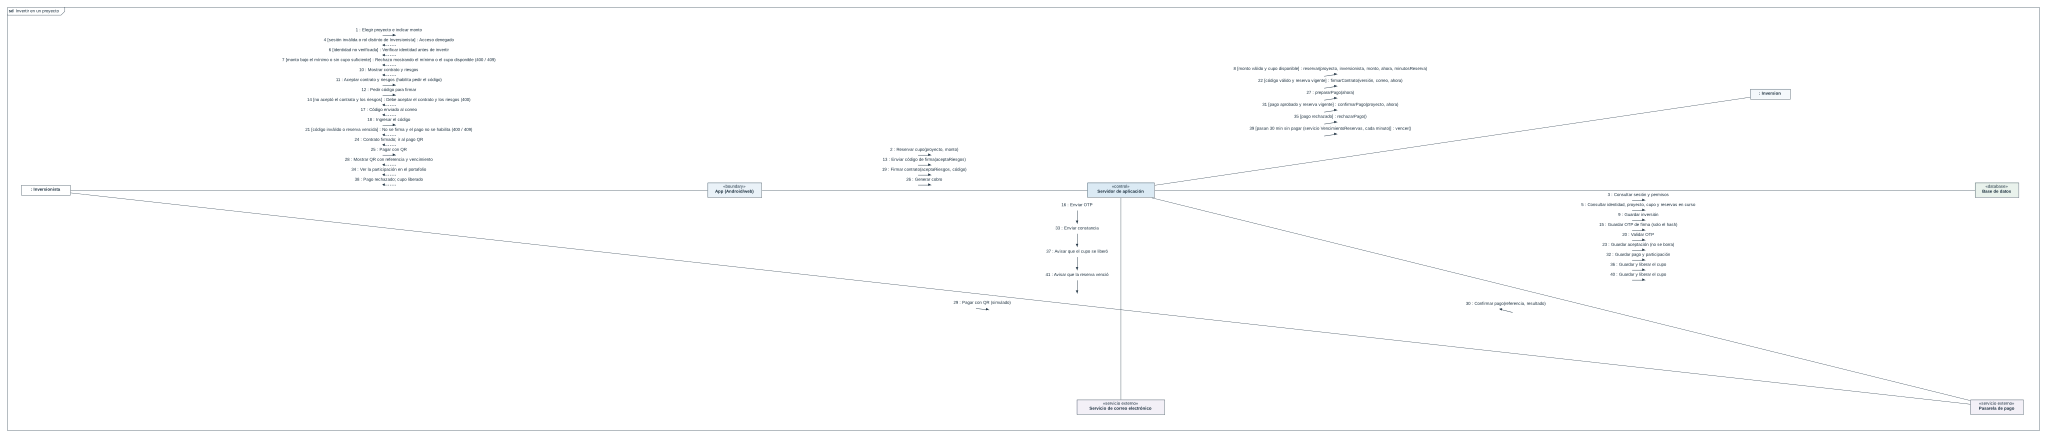 sd Invertir en un proyecto
1 : Elegir proyecto e indicar monto
4 [sesión inválida o rol distinto de Inversionista] : Acceso denegado
6 [identidad no verificada] : Verificar identidad antes de invertir
7 [monto bajo el mínimo o sin cupo suficiente] : Rechazo mostrando el mínimo o el cupo disponible (400 / 409)
10 : Mostrar contrato y riesgos
11 : Aceptar contrato y riesgos (habilita pedir el código)
12 : Pedir código para firmar
14 [no aceptó el contrato y los riesgos] : Debe aceptar el contrato y los riesgos (400)
17 : Código enviado al correo
18 : Ingresar el código
21 [código inválido o reserva vencida] : No se firma y el pago no se habilita (400 / 409)
24 : Contrato firmado; ir al pago QR
25 : Pagar con QR
28 : Mostrar QR con referencia y vencimiento
34 : Ver la participación en el portafolio
38 : Pago rechazado; cupo liberado
: Inversionista
2 : Reservar cupo(proyecto, monto)
13 : Enviar código de firma(aceptaRiesgos)
19 : Firmar contrato(aceptaRiesgos, código)
26 : Generar cobro
«boundary»
App (Android/web)
«control»
Servidor de aplicación
8 [monto válido y cupo disponible] : reservar(proyecto, inversionista, monto, ahora, minutosReserva)
22 [código válido y reserva vigente] : firmarContrato(versión, correo, ahora)
27 : prepararPago(ahora)
31 [pago aprobado y reserva vigente] : confirmarPago(proyecto, ahora)
35 [pago rechazado] : rechazarPago()
39 [pasan 30 min sin pagar (servicio VencimientoReservas, cada minuto)] : vencer()
: Inversion
«database»
Base de datos
3 : Consultar sesión y permisos
5 : Consultar identidad, proyecto, cupo y reservas en curso
9 : Guardar inversión
15 : Guardar OTP de firma (solo el hash)
20 : Validar OTP
23 : Guardar aceptación (no se borra)
32 : Guardar pago y participación
36 : Guardar y liberar el cupo
40 : Guardar y liberar el cupo
16 : Enviar OTP
33 : Enviar constancia
37 : Avisar que el cupo se liberó
41 : Avisar que la reserva venció
29 : Pagar con QR (simulado)
30 : Confirmar pago(referencia, resultado)
«servicio externo»
Servicio de correo electrónico
«servicio externo»
Pasarela de pago